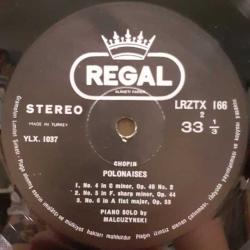 REGAL
ALAMETI FARIKA
STEREO
LRZTX 166
2
MADE IN TURKEY
33 1/3
YLX. 1037
CHOPIN
POLONAISES
1. No. 4 in C minor, Op. 40 No. 2
2. No. 5 in F. sharp minor, Op. 44
3. No. 6 in A flat major, Op. 53
PIANO SOLO by
MALCUZYNSKI